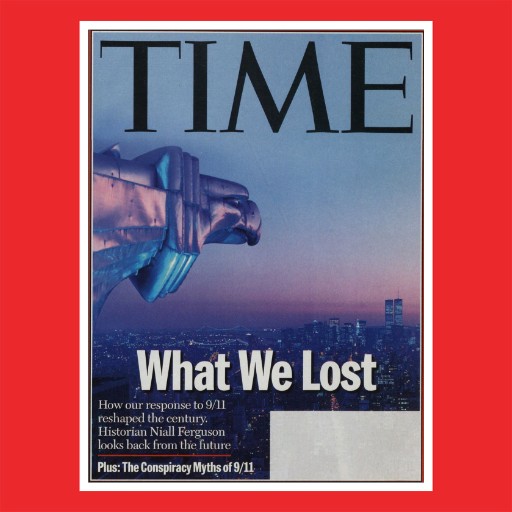 TIME
What We Lost
How our response to 9/11
reshaped the century.
Historian Niall Ferguson
looks back from the future
Plus: The Conspiracy Myths of 9/11